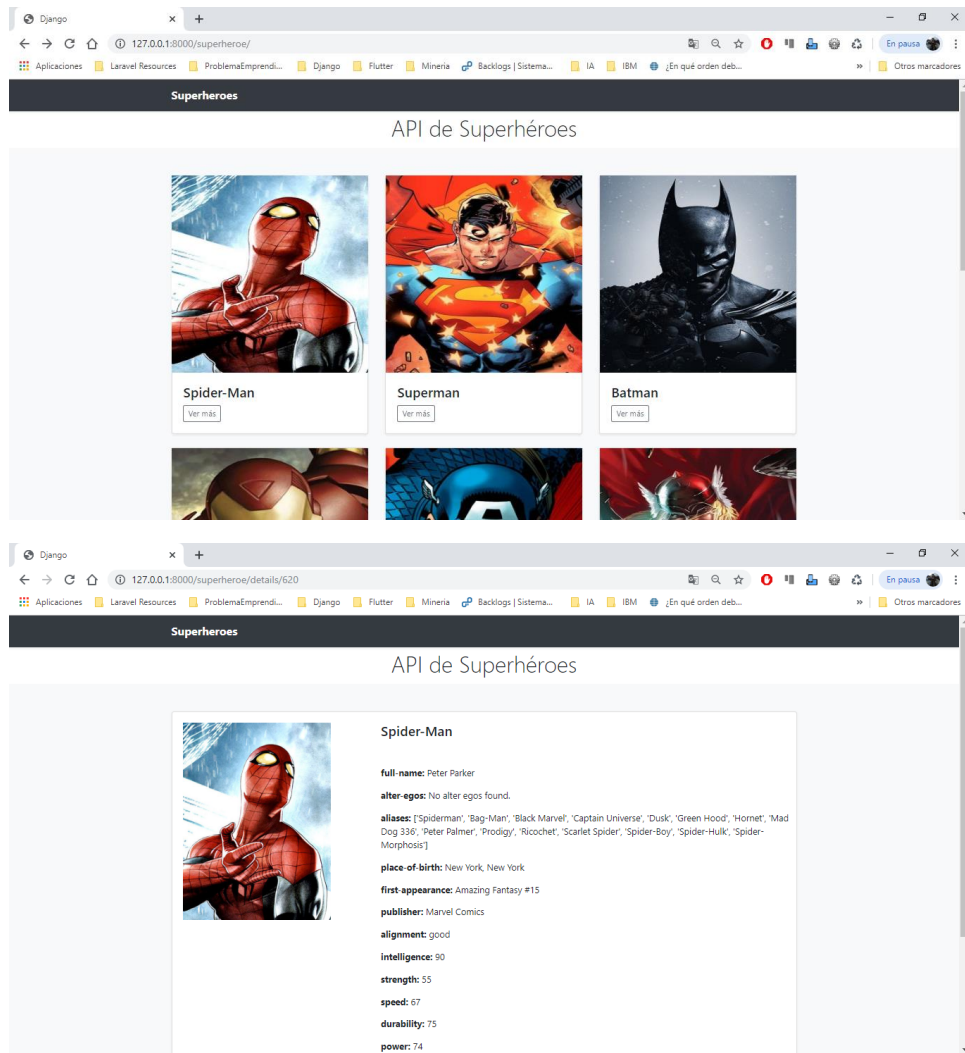 Django
127.0.0.1:8000/superheroe/
En pausa
Aplicaciones Laravel Resources ProblemaEmprendi... Django Flutter Mineria Backlogs | Sistema... IA IBM ¿En qué orden deb... » Otros marcadores
Superheroes
API de Superhéroes
Spider-Man
Ver más
Superman
Ver más
Batman
Ver más
Django
127.0.0.1:8000/superheroe/details/620
En pausa
Aplicaciones Laravel Resources ProblemaEmprendi... Django Flutter Mineria Backlogs | Sistema... IA IBM ¿En qué orden deb... » Otros marcadores
Superheroes
API de Superhéroes
Spider-Man
full-name: Peter Parker
alter-egos: No alter egos found.
aliases: ['Spiderman', 'Bag-Man', 'Black Marvel', 'Captain Universe', 'Dusk', 'Green Hood', 'Hornet', 'Mad
Dog 336', 'Peter Palmer', 'Prodigy', 'Ricochet', 'Scarlet Spider', 'Spider-Boy', 'Spider-Hulk', 'Spider-
Morphosis']
place-of-birth: New York, New York
first-appearance: Amazing Fantasy #15
publisher: Marvel Comics
alignment: good
intelligence: 90
strength: 55
speed: 67
durability: 75
power: 74